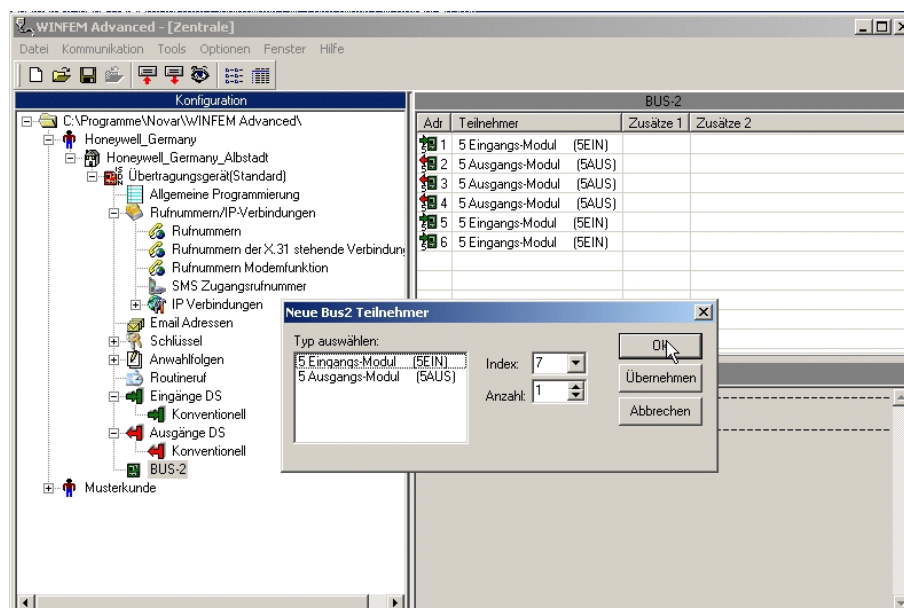 WINFEM Advanced - [Zentrale]
Datei Kommunikation Tools Optionen Fenster Hilfe
Konfiguration
C:\Programme\Novar\WINFEM Advanced\
Honeywell_Germany
Honeywell_Germany_Albstadt
Übertragungsgerät(Standard)
Allgemeine Programmierung
Rufnummern/IP-Verbindungen
Rufnummern
Rufnummern der X.31 stehende Verbindun
Rufnummern Modemfunktion
SMS Zugangsrufnummer
IP Verbindungen
Email Adressen
Schlüssel
Anwahlfolgen
Routineruf
Eingänge DS
Konventionell
Ausgänge DS
Konventionell
BUS-2
Musterkunde
BUS-2
Adr Teilnehmer Zusätze 1 Zusätze 2
1 5 Eingangs-Modul (5EIN)
2 5 Ausgangs-Modul (5AUS)
3 5 Ausgangs-Modul (5AUS)
4 5 Ausgangs-Modul (5AUS)
5 5 Eingangs-Modul (5EIN)
6 5 Eingangs-Modul (5EIN)
Neue Bus2 Teilnehmer
Typ auswählen:
5 Eingangs-Modul (5EIN)
5 Ausgangs-Modul (5AUS)
Index: 7
Anzahl: 1
OK
Übernehmen
Abbrechen